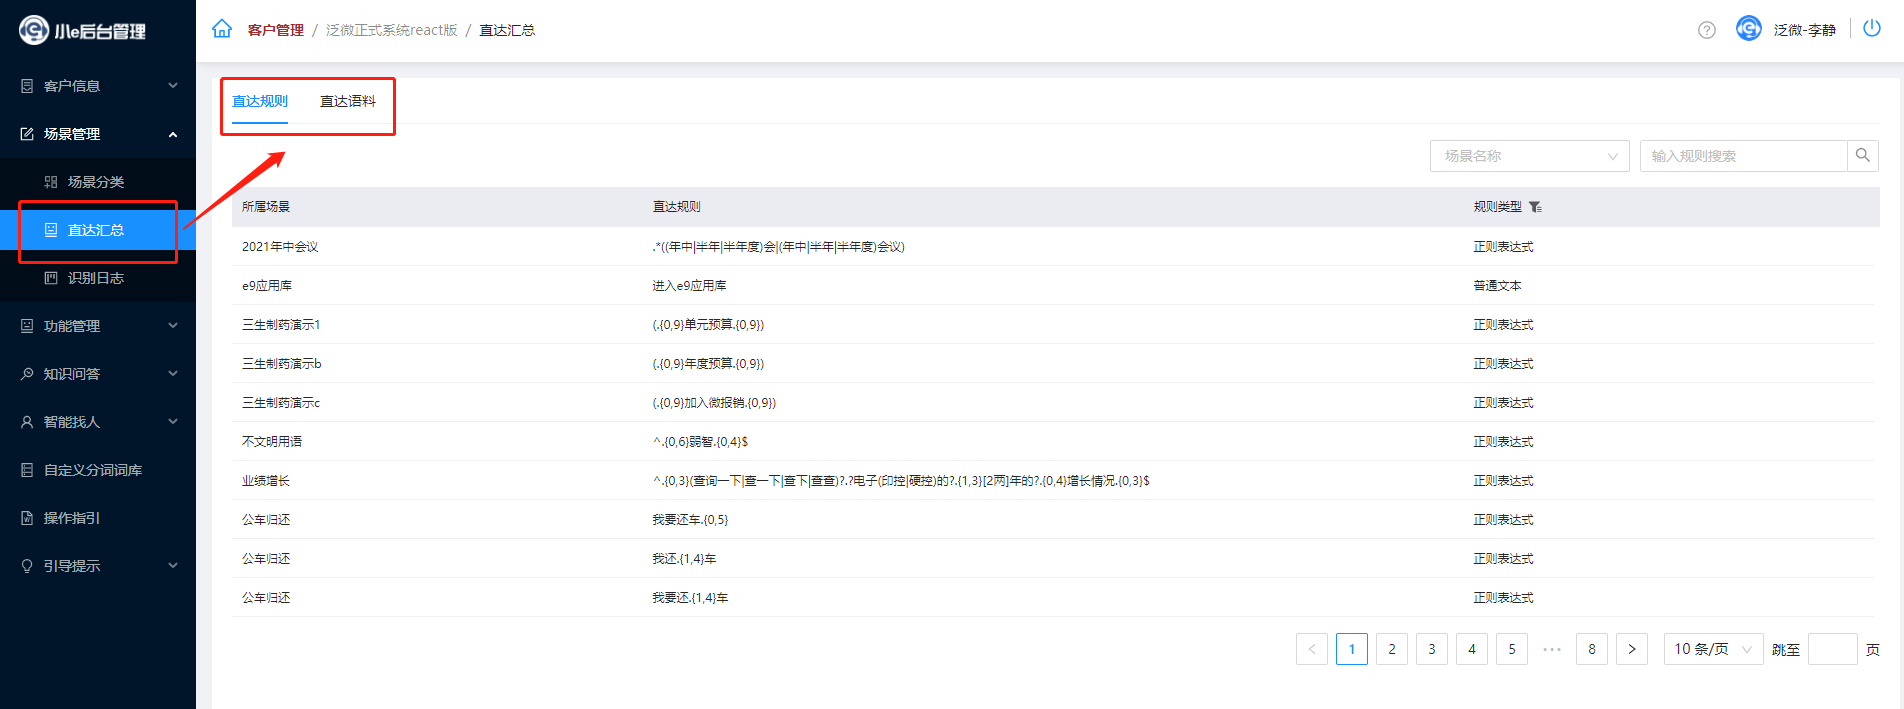 小e后台管理
客户管理 / 泛微正式系统react版 / 直达汇总
泛微-李静
客户信息
场景管理
场景分类
直达汇总
识别日志
功能管理
知识问答
智能找人
自定义分词词库
操作指引
引导提示
直达规则 直达语料
场景名称 输入规则搜索
所属场景 直达规则 规则类型
2021年中会议 .*((年中|半年|半年度)会|(年中|半年|半年度)会议) 正则表达式
e9应用库 进入e9应用库 普通文本
三生制药演示1 (.{0,9}单元预算.{0,9}) 正则表达式
三生制药演示b (.{0,9}年度预算.{0,9}) 正则表达式
三生制药演示c (.{0,9}加入微报销.{0,9}) 正则表达式
不文明用语 ^.{0,6}弱智.{0,4}$ 正则表达式
业绩增长 ^.{0,3}(查询一下|查一下|查下|查查)?.?电子(印控|硬控)的?.{1,3}[2两]年的?.{0,4}增长情况.{0,3}$ 正则表达式
公车归还 我要还车.{0,5} 正则表达式
公车归还 我还.{1,4}车 正则表达式
公车归还 我要还.{1,4}车 正则表达式
< 1 2 3 4 5 ••• 8 > 10 条/页 跳至 页